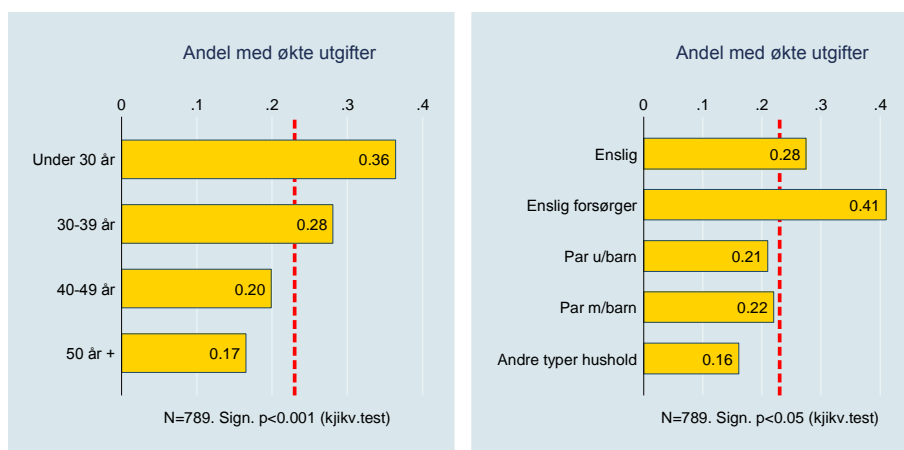 Andel med økte utgifter
0 .1 .2 .3 .4
Under 30 år 0.36
30-39 år 0.28
40-49 år 0.20
50 år + 0.17
N=789. Sign. p<0.001 (kjikv.test)
Andel med økte utgifter
0 .1 .2 .3 .4
Enslig 0.28
Enslig forsørger 0.41
Par u/barn 0.21
Par m/barn 0.22
Andre typer hushold 0.16
N=789. Sign. p<0.05 (kjikv.test)